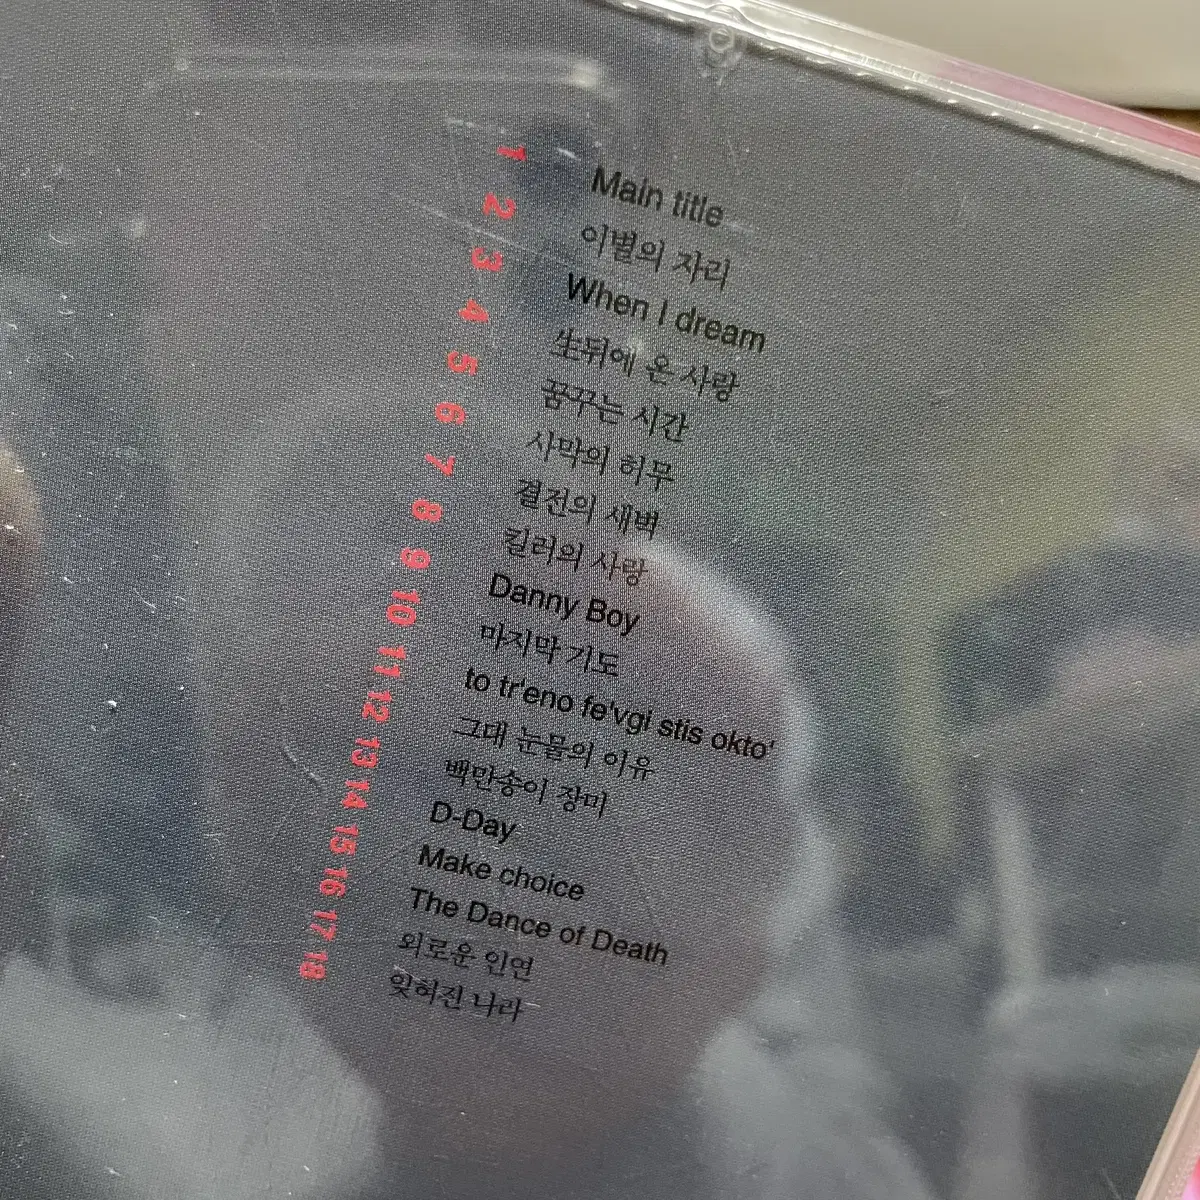 1 Main title
2 이별의 자리
3 When I dream
4 生뒤에 온 사랑
5 꿈꾸는 시간
6 사막의 허무
7 결전의 새벽
8 킬러의 사랑
9 Danny Boy
10 마지막 기도
11 to tr'eno fe'vgi stis okto'
12 그대 눈물의 이유
13 백만송이 장미
14 D-Day
15 Make choice
16 The Dance of Death
17 외로운 인연
18 잊혀진 나라